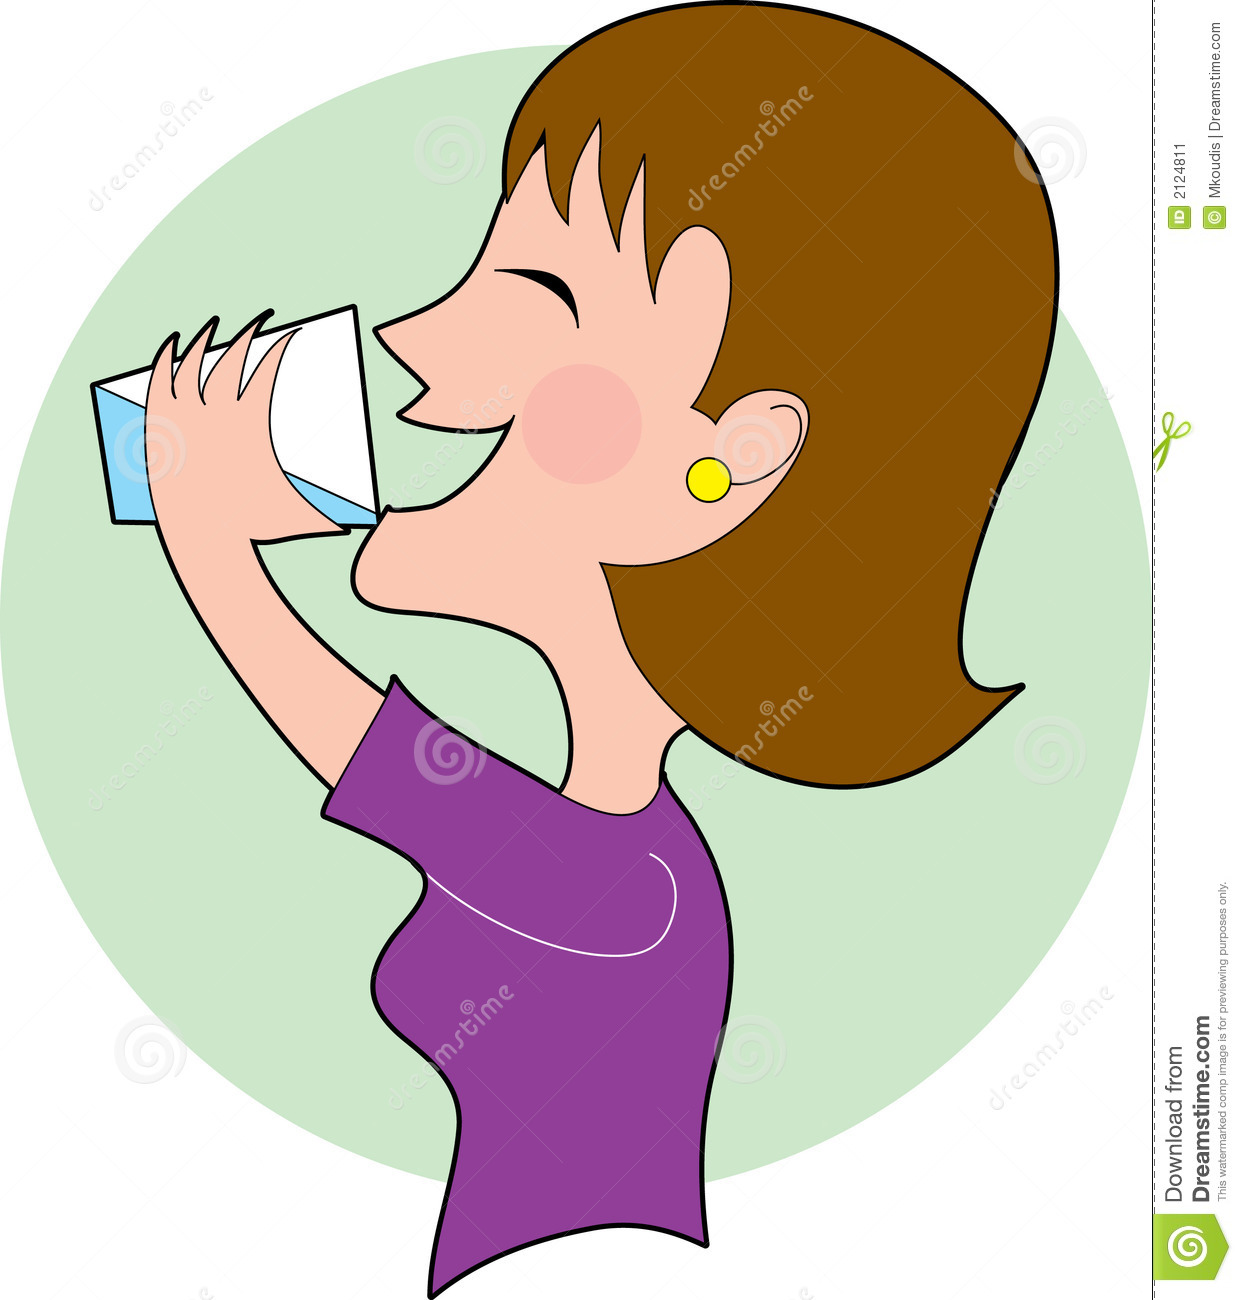 dreamstime
dreamstime
dreamstime
dreamstime
dreamstime
dreamstime
dreamstime
ID 2124811
© Mkoudis | Dreamstime.com
Download from
Dreamstime.com
This watermarked comp image is for previewing purposes only.